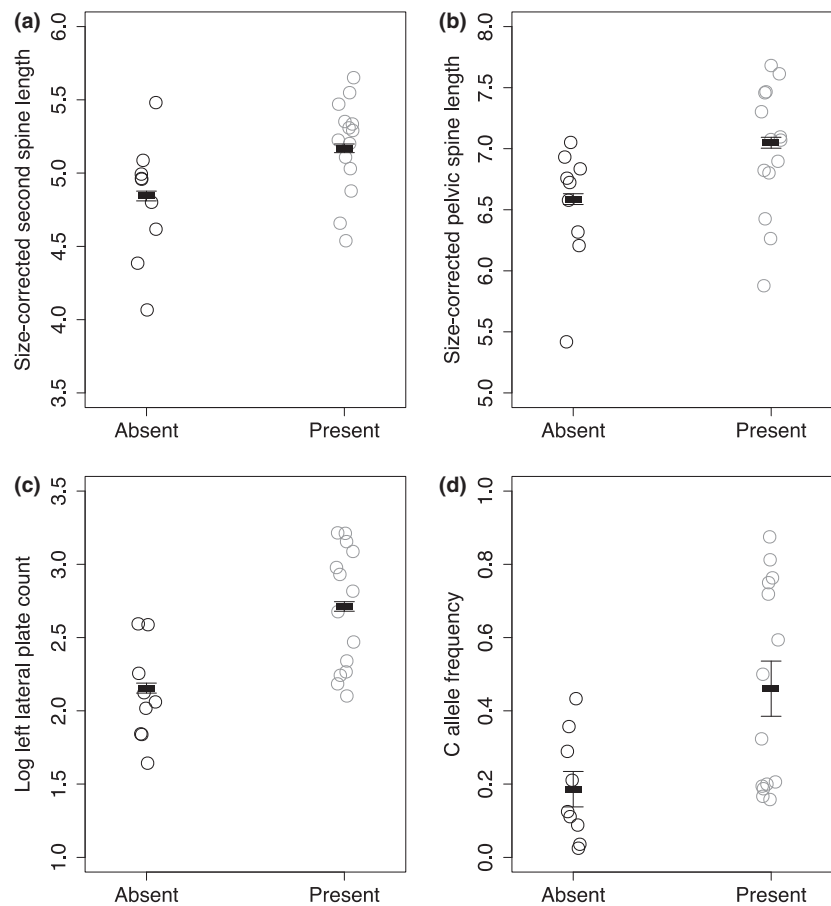 (a)
Size-corrected second spine length
6.0
5.5
5.0
4.5
4.0
3.5
Absent
Present
(b)
Size-corrected pelvic spine length
8.0
7.5
7.0
6.5
6.0
5.5
5.0
Absent
Present
(c)
Log left lateral plate count
3.5
3.0
2.5
2.0
1.5
1.0
Absent
Present
(d)
C allele frequency
1.0
0.8
0.6
0.4
0.2
0.0
Absent
Present